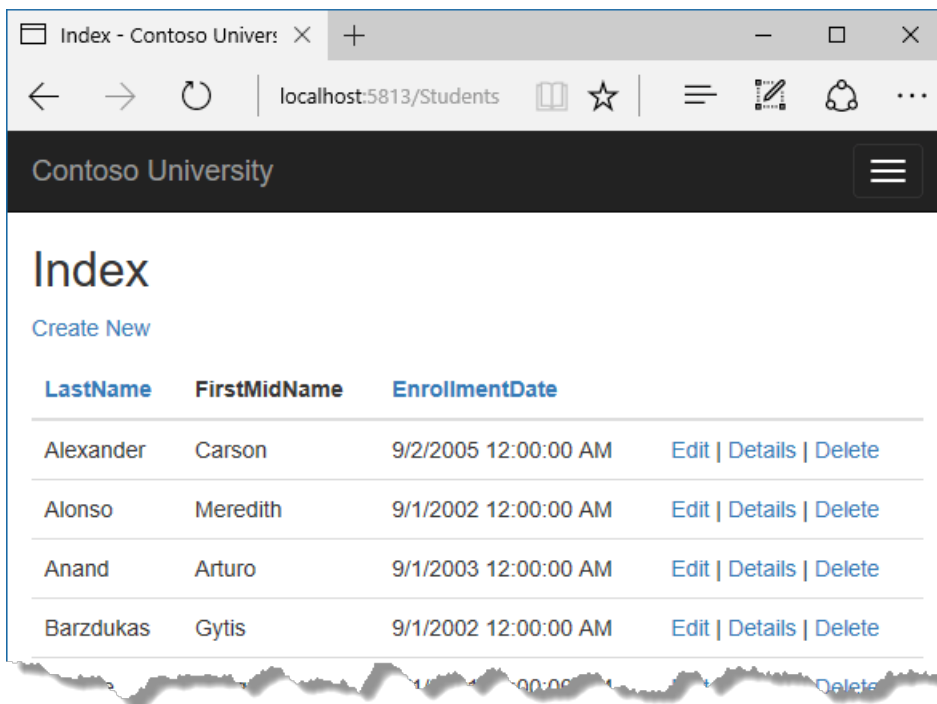 Index - Contoso Univers
localhost:5813/Students
Contoso University
Index
Create New
LastName FirstMidName EnrollmentDate
Alexander Carson 9/2/2005 12:00:00 AM Edit | Details | Delete
Alonso Meredith 9/1/2002 12:00:00 AM Edit | Details | Delete
Anand Arturo 9/1/2003 12:00:00 AM Edit | Details | Delete
Barzdukas Gytis 9/1/2002 12:00:00 AM Edit | Details | Delete
Delete